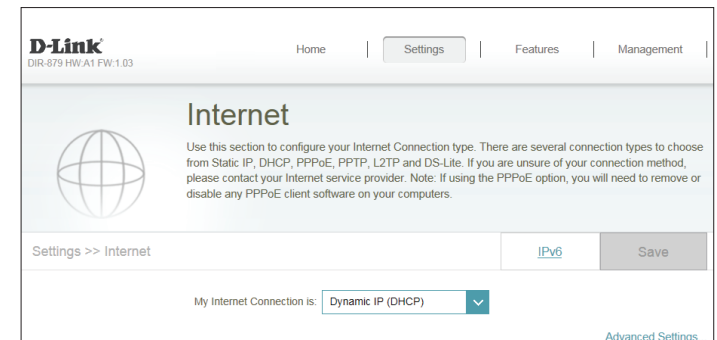 D-Link
DIR-879 HW:A1 FW:1.03
Home
Settings
Features
Management
Internet
Use this section to configure your Internet Connection type. There are several connection types to choose
from Static IP, DHCP, PPPoE, PPTP, L2TP and DS-Lite. If you are unsure of your connection method,
please contact your Internet service provider. Note: If using the PPPoE option, you will need to remove or
disable any PPPoE client software on your computers.
Settings >> Internet
IPv6
Save
My Internet Connection is:
Dynamic IP (DHCP)
Advanced Settings